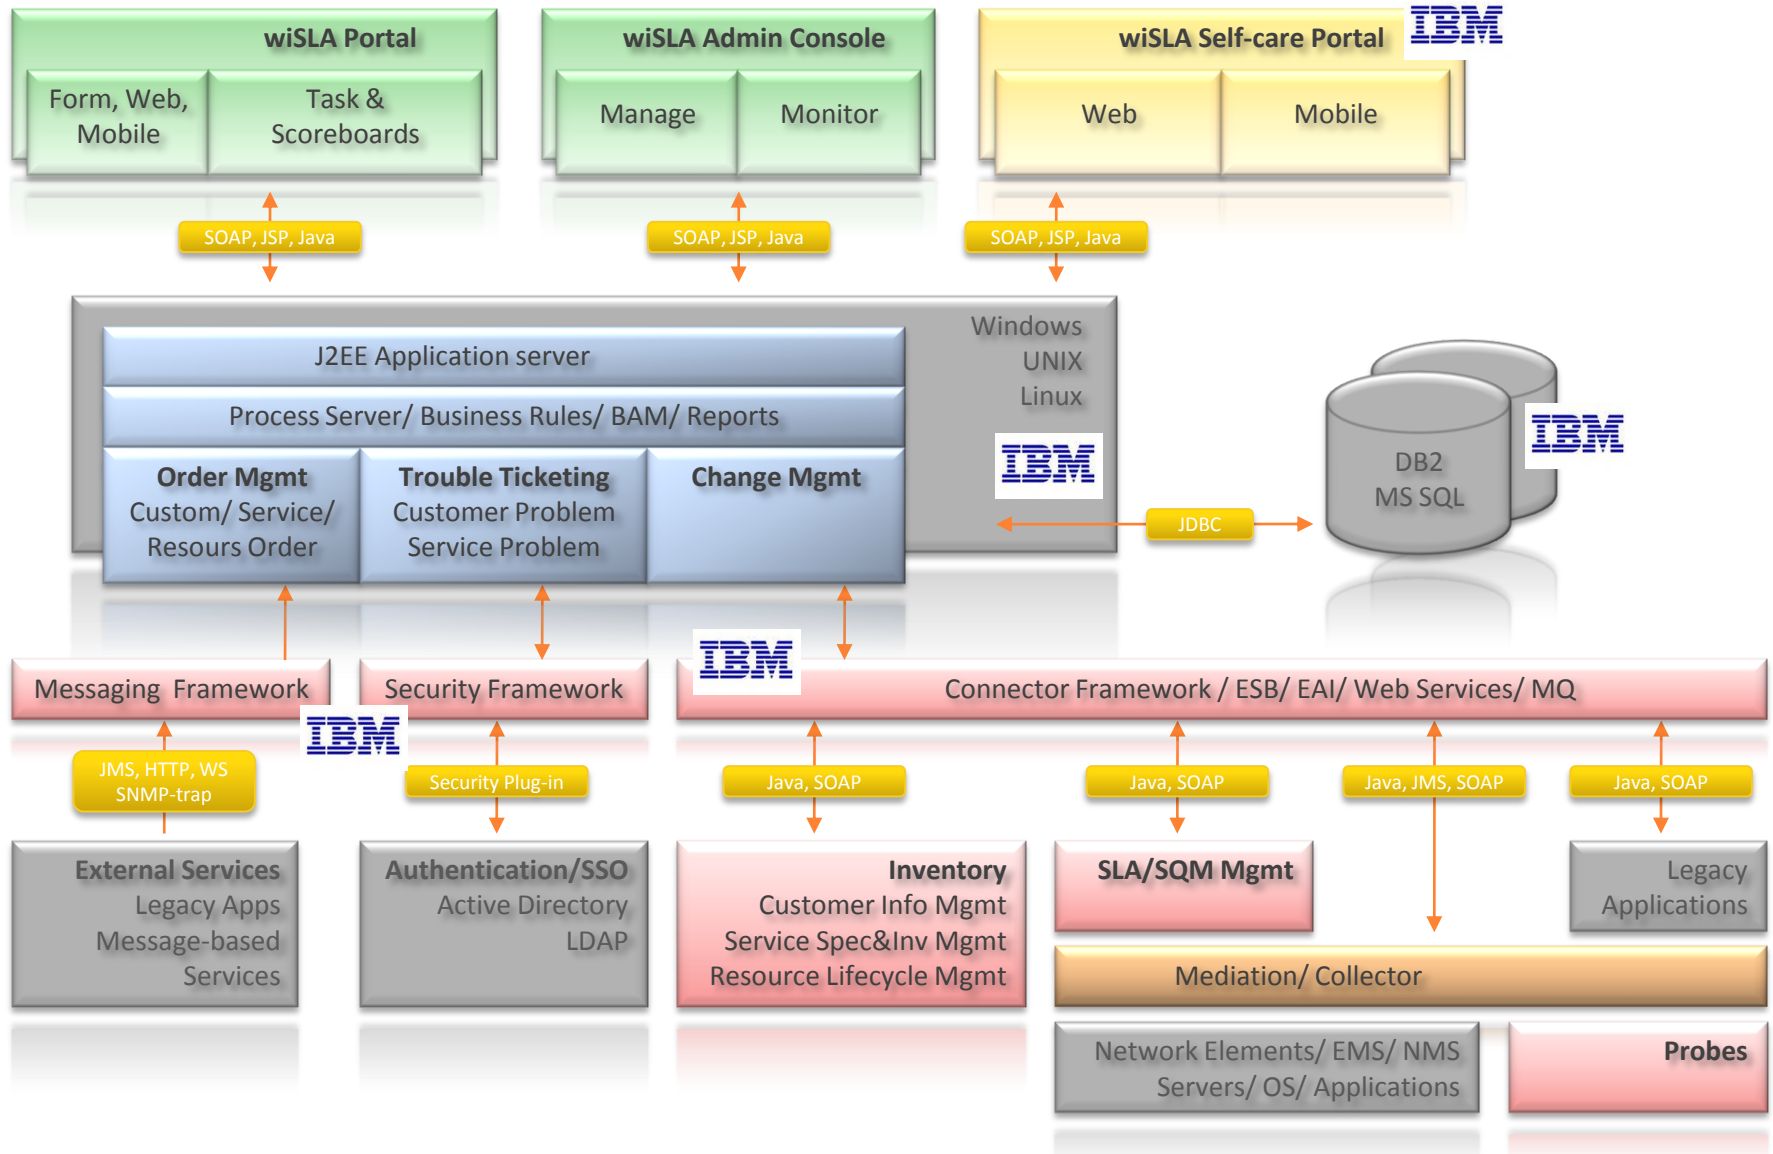 wiSLA Portal
Form, Web,
Mobile
Task &
Scoreboards
wiSLA Admin Console
Manage
Monitor
wiSLA Self-care Portal
IBM
Web
Mobile
SOAP, JSP, Java
SOAP, JSP, Java
SOAP, JSP, Java
Windows
UNIX
Linux
J2EE Application server
Process Server/ Business Rules/ BAM/ Reports
Order Mgmt
Custom/ Service/
Resours Order
Trouble Ticketing
Customer Problem
Service Problem
Change Mgmt
IBM
JDBC
DB2
MS SQL
IBM
Messaging Framework
IBM
Security Framework
IBM
Connector Framework / ESB/ EAI/ Web Services/ MQ
JMS, HTTP, WS
SNMP-trap
Security Plug-in
Java, SOAP
Java, SOAP
Java, JMS, SOAP
Java, SOAP
External Services
Legacy Apps
Message-based
Services
Authentication/SSO
Active Directory
LDAP
Inventory
Customer Info Mgmt
Service Spec&Inv Mgmt
Resource Lifecycle Mgmt
SLA/SQM Mgmt
Legacy
Applications
Mediation/ Collector
Network Elements/ EMS/ NMS
Servers/ OS/ Applications
Probes